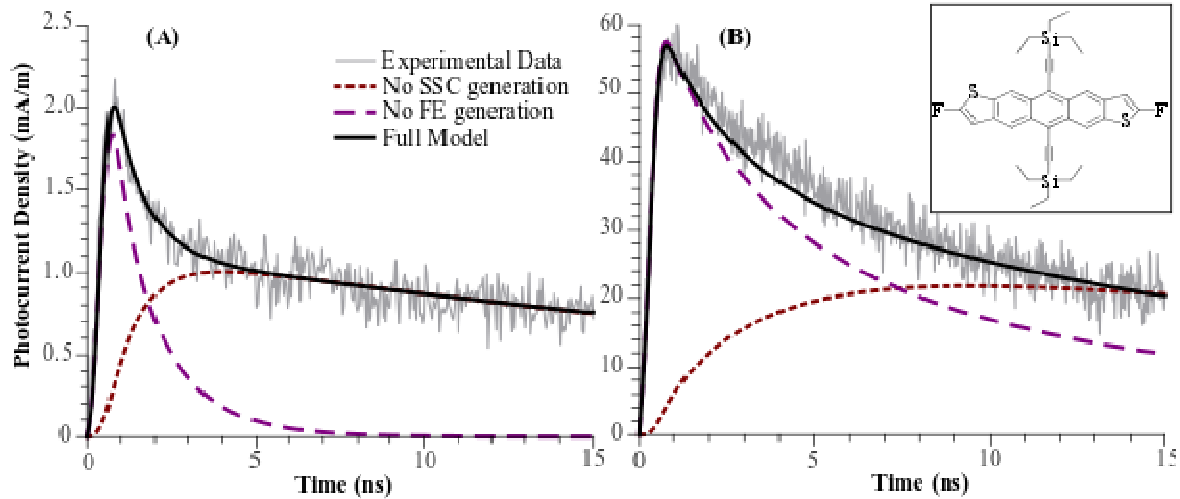 (A)
Experimental Data
No SSC generation
No FE generation
Full Model
Photocurrent Density (mA/m)
2.5
2.0
1.5
1.0
0.5
0
0 5 10 15
Time (ns)
(B)
60
50
40
30
20
10
0
0 5 10 15
Time (ns)
Si
S
F F
S
Si